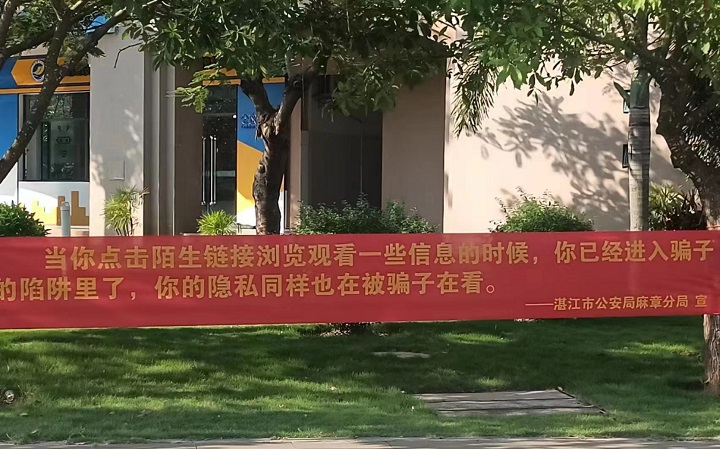 当你点击陌生链接浏览观看一些信息的时候，你已经进入骗子
的陷阱里了，你的隐私同样也在被骗子在看。
——湛江市公安局麻章分局 宣